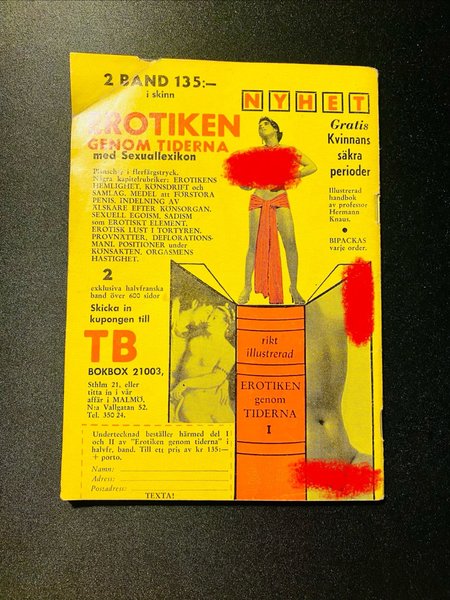 2 BAND 135:—
i skinn
NYHET
EROTIKEN
GENOM TIDERNA
med Sexuallexikon
Planscher i flerfärgstryck.
Några kapitelrubriker: EROTIKENS
HEMLIGHET, KONSDRIFT och
SAMLAG. MEDEL att FÖRSTORA
PENIS, INDELNING AV
ÄLSKARE EFTER KÖNSORGAN.
SEXUELL EGOISM, SADISM
som EROTISKT ELEMENT.
EROTISK LUST I TORTYREN.
PROVNÄTTER, DEFLORATIONS-
MANI, POSITIONER under
KONSAKTEN, ORGASMENS
HASTIGHET.
2
exklusiva halvfranska
band över 600 sidor
Skicka in
kupongen till
TB
BOKBOX 21003,
Sthlm 21, eller
titta in i vår
affär i MALMÖ,
N:a Vallgatan 52.
Tel. 350 24.
Gratis
Kvinnans
säkra
perioder
Illustrerad
handbok
av professor
Hermann
Knaus.
BIPACKAS
varje order.
rikt
illustrerad
EROTIKEN
genom
TIDERNA
I
Undertecknad beställer härmed del I
och II av "Erotiken genom tiderna" i
halvfr, band. Till ett pris av kr 135:—
+ porto.
Namn:
Adress:
Postadress:
TEXTA!